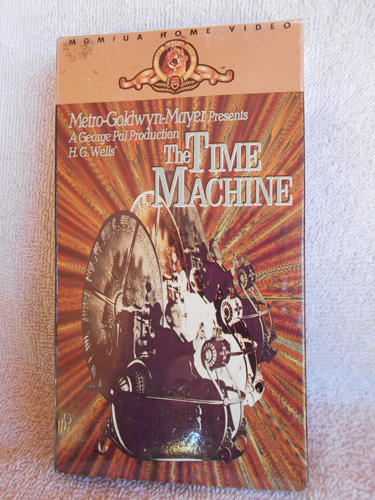 MGM/UA HOME VIDEO
Metro-Goldwyn-Mayer Presents
A George Pal Production
H.G. Wells'
The TIME
MACHINE